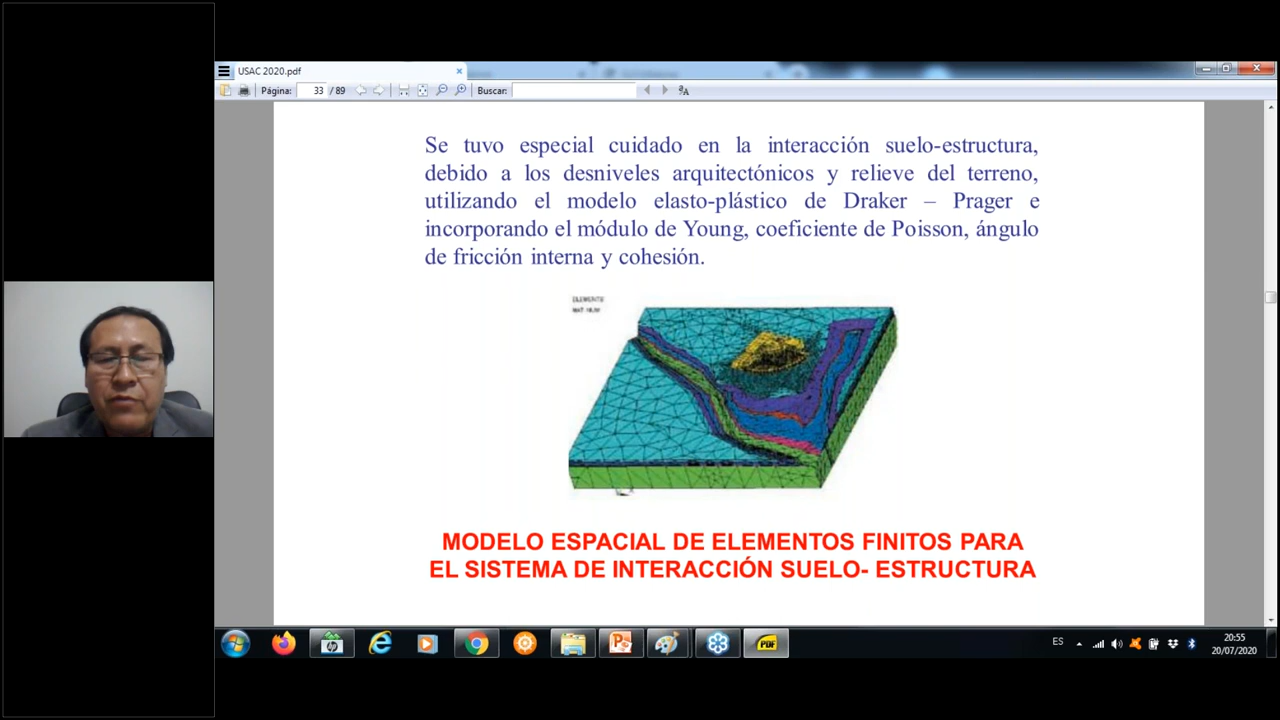 USAC 2020.pdf
Página: 33 / 89 Buscar:
Se tuvo especial cuidado en la interacción suelo-estructura,
debido a los desniveles arquitectónicos y relieve del terreno,
utilizando el modelo elasto-plástico de Draker – Prager e
incorporando el módulo de Young, coeficiente de Poisson, ángulo
de fricción interna y cohesión.
ELEMENTS
MODELO ESPACIAL DE ELEMENTOS FINITOS PARA
EL SISTEMA DE INTERACCIÓN SUELO- ESTRUCTURA
ES
20:55
20/07/2020